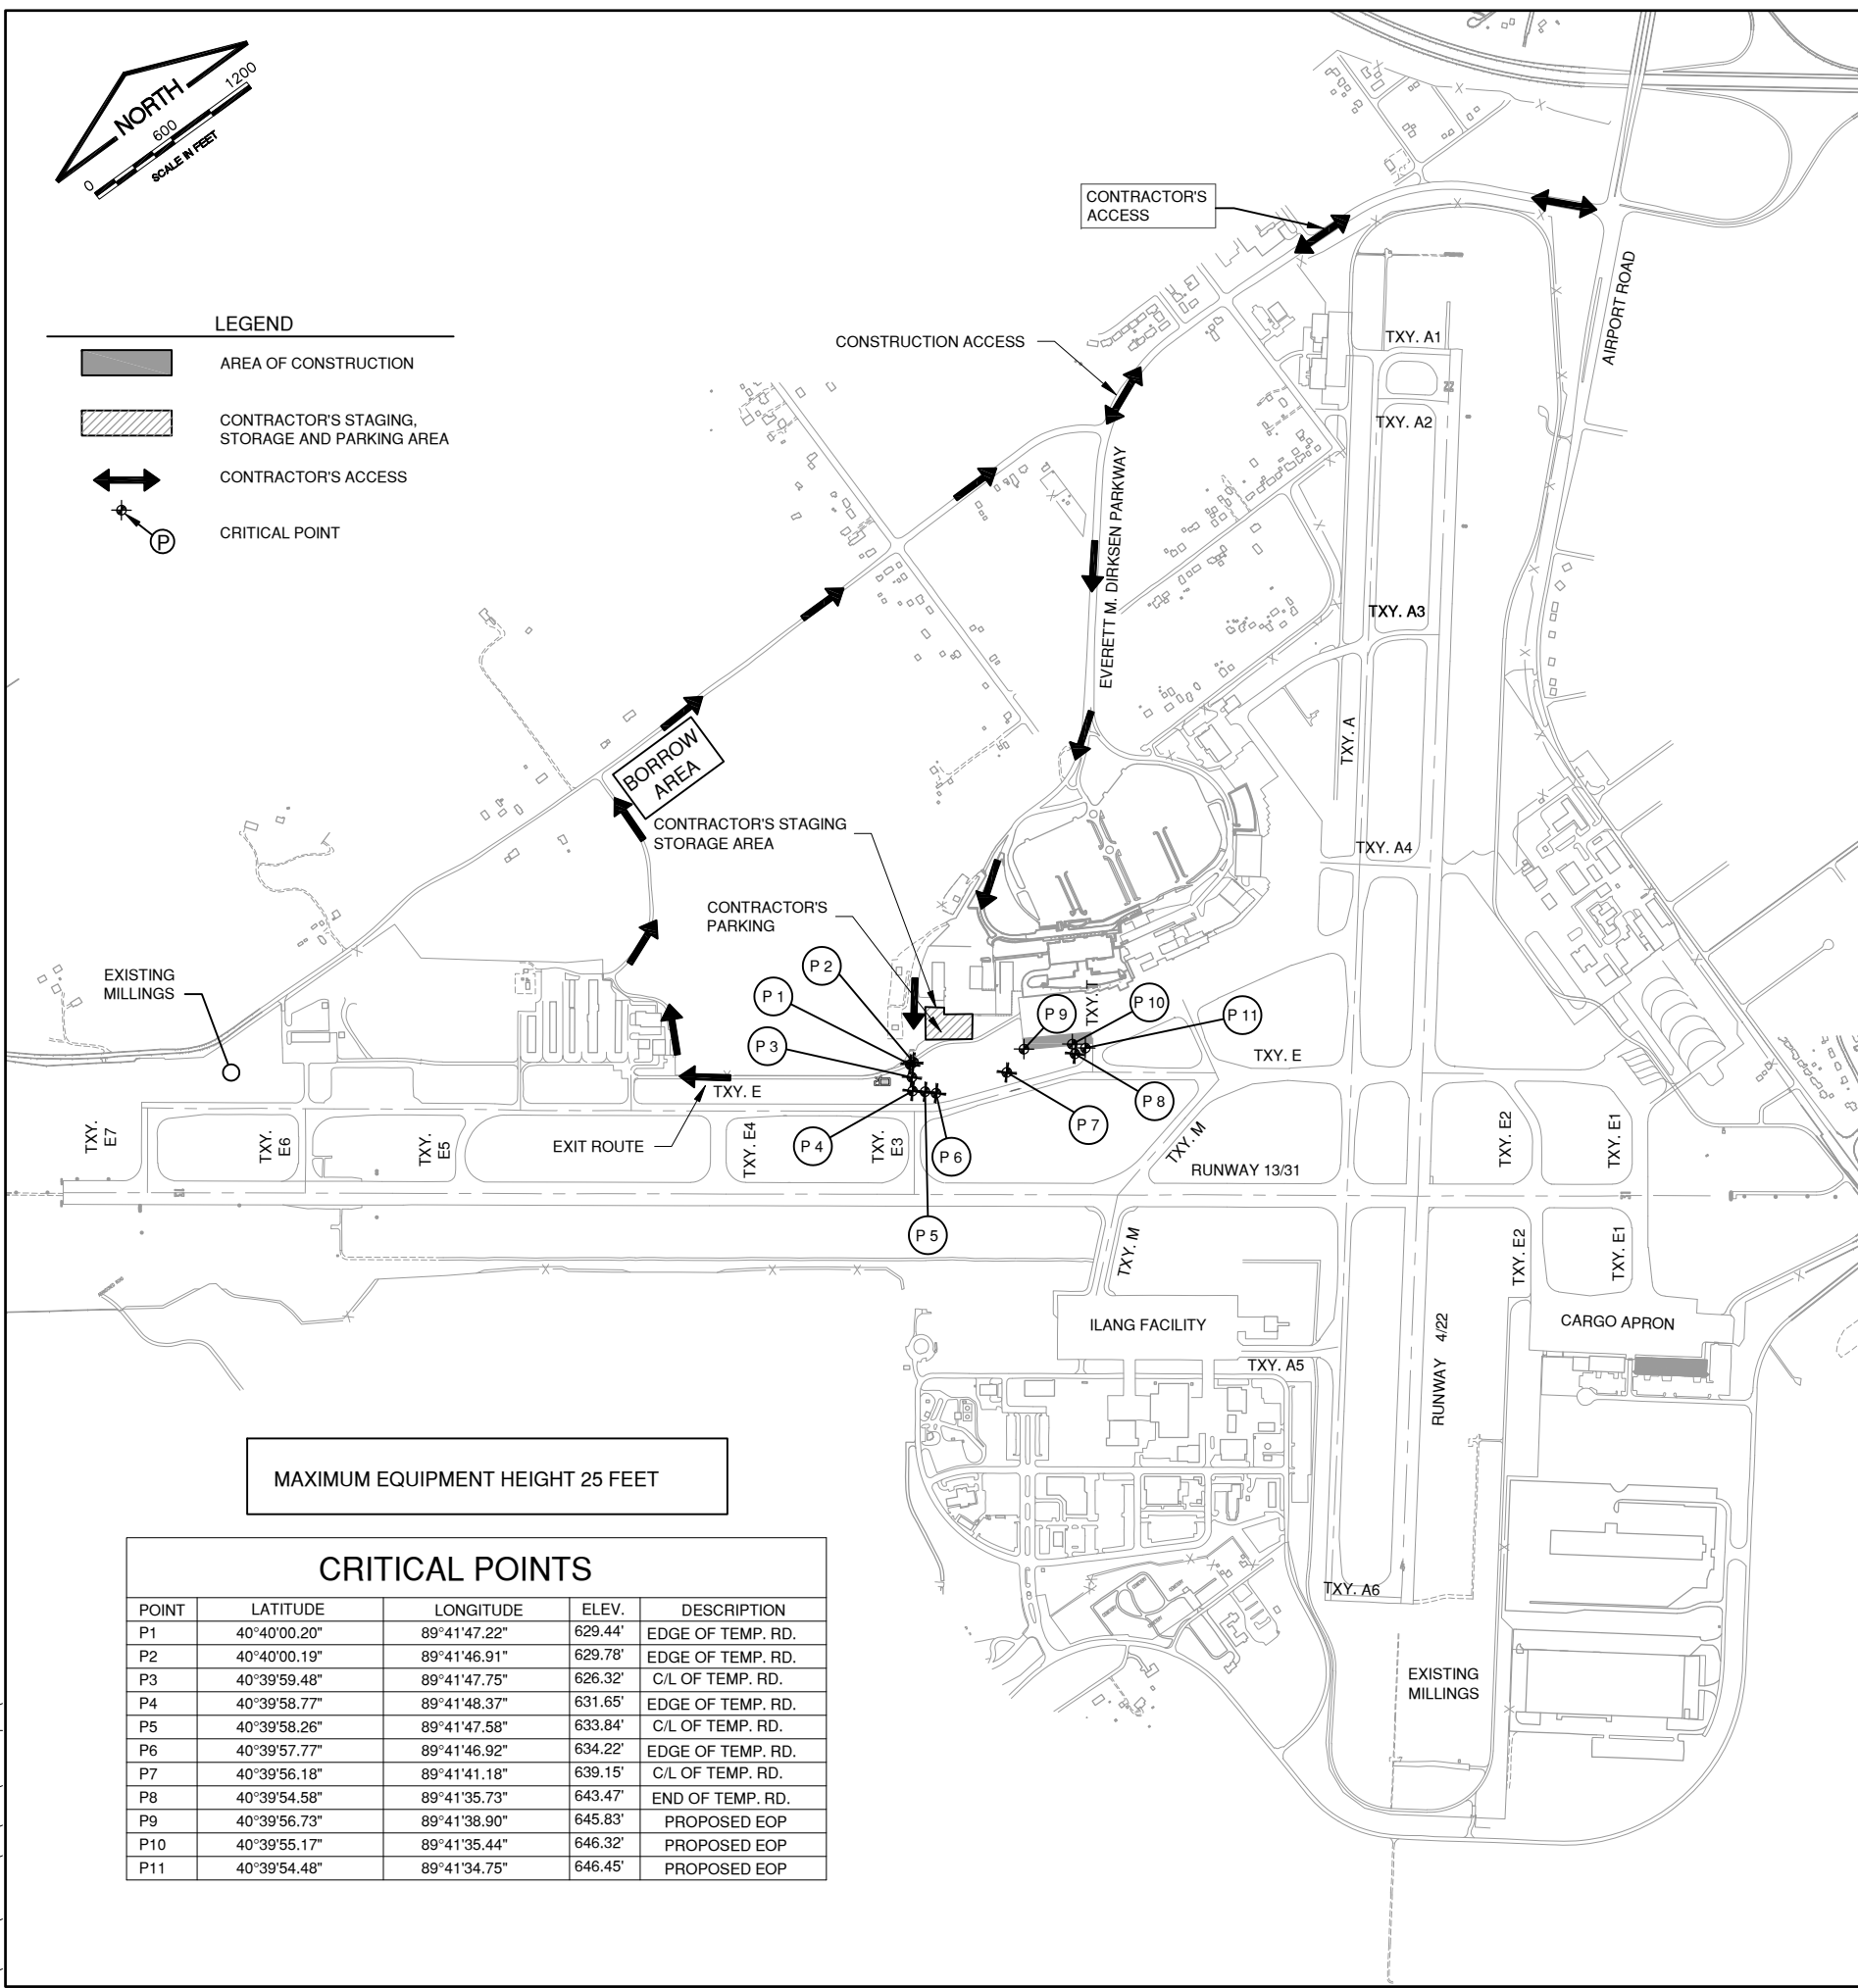 NORTH
0
600
1200
SCALE IN FEET
CONTRACTOR'S
ACCESS
AIRPORT ROAD
LEGEND
AREA OF CONSTRUCTION
CONTRACTOR'S STAGING,
STORAGE AND PARKING AREA
CONTRACTOR'S ACCESS
P
CRITICAL POINT
CONSTRUCTION ACCESS
TXY. A1
22
TXY. A2
EVERETT M. DIRKSEN PARKWAY
TXY. A3
TXY. A
BORROW
AREA
CONTRACTOR'S STAGING
STORAGE AREA
TXY. A4
CONTRACTOR'S
PARKING
EXISTING
MILLINGS
P 2
P 1
P 3
P 9
TXY. T
P 10
P 11
TXY. E
TXY. E
P 8
P 7
TXY.
E7
TXY.
E6
TXY.
E5
EXIT ROUTE
TXY. E4
P 4
TXY.
E3
P 6
TXY. M
TXY. E2
TXY. E1
RUNWAY 13/31
P 5
TXY. M
TXY. E2
TXY. E1
ILANG FACILITY
RUNWAY 4/22
CARGO APRON
TXY. A5
MAXIMUM EQUIPMENT HEIGHT 25 FEET
TXY. A6
EXISTING
MILLINGS
CRITICAL POINTS
POINT LATITUDE LONGITUDE ELEV. DESCRIPTION
P1 40°40'00.20" 89°41'47.22" 629.44' EDGE OF TEMP. RD.
P2 40°40'00.19" 89°41'46.91" 629.78' EDGE OF TEMP. RD.
P3 40°39'59.48" 89°41'47.75" 626.32' C/L OF TEMP. RD.
P4 40°39'58.77" 89°41'48.37" 631.65' EDGE OF TEMP. RD.
P5 40°39'58.26" 89°41'47.58" 633.84' C/L OF TEMP. RD.
P6 40°39'57.77" 89°41'46.92" 634.22' EDGE OF TEMP. RD.
P7 40°39'56.18" 89°41'41.18" 639.15' C/L OF TEMP. RD.
P8 40°39'54.58" 89°41'35.73" 643.47' END OF TEMP. RD.
P9 40°39'56.73" 89°41'38.90" 645.83' PROPOSED EOP
P10 40°39'55.17" 89°41'35.44" 646.32' PROPOSED EOP
P11 40°39'54.48" 89°41'34.75" 646.45' PROPOSED EOP